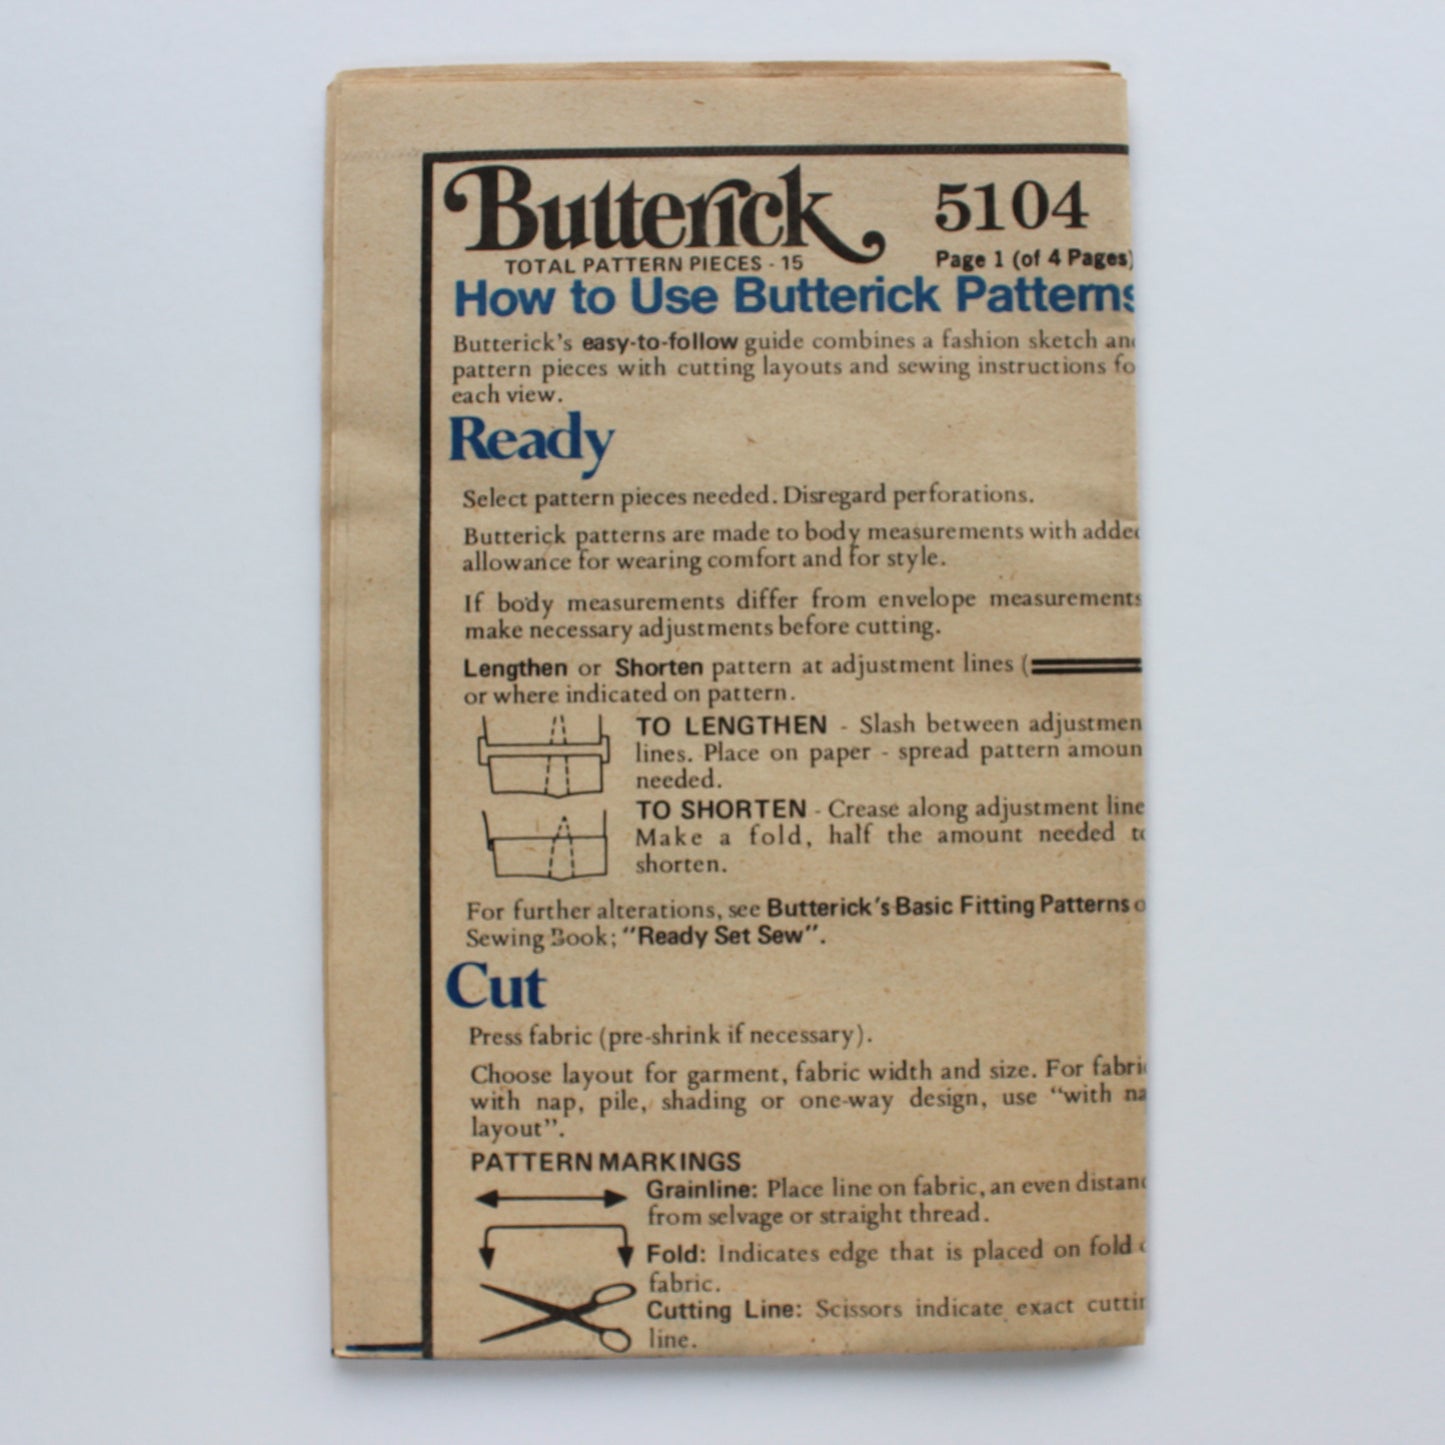 Butterick 5104
TOTAL PATTERN PIECES - 15
Page 1 (of 4 Pages)
How to Use Butterick Patterns
Butterick's easy-to-follow guide combines a fashion sketch an
pattern pieces with cutting layouts and sewing instructions fo
each view.
Ready
Select pattern pieces needed. Disregard perforations.
Butterick patterns are made to body measurements with adde
allowance for wearing comfort and for style.
If body measurements differ from envelope measurements
make necessary adjustments before cutting.
Lengthen or Shorten pattern at adjustment lines (
or where indicated on pattern.
TO LENGTHEN - Slash between adjustmen
lines. Place on paper - spread pattern amoun
needed.
TO SHORTEN - Crease along adjustment line
Make a fold, half the amount needed to
shorten.
For further alterations, see Butterick's Basic Fitting Patterns o
Sewing Book; "Ready Set Sew".
Cut
Press fabric (pre-shrink if necessary).
Choose layout for garment, fabric width and size. For fabri
with nap, pile, shading or one-way design, use "with na
layout".
PATTERN MARKINGS
Grainline: Place line on fabric, an even distanc
from selvage or straight thread.
Fold: Indicates edge that is placed on fold o
fabric.
Cutting Line: Scissors indicate exact cuttin
line.